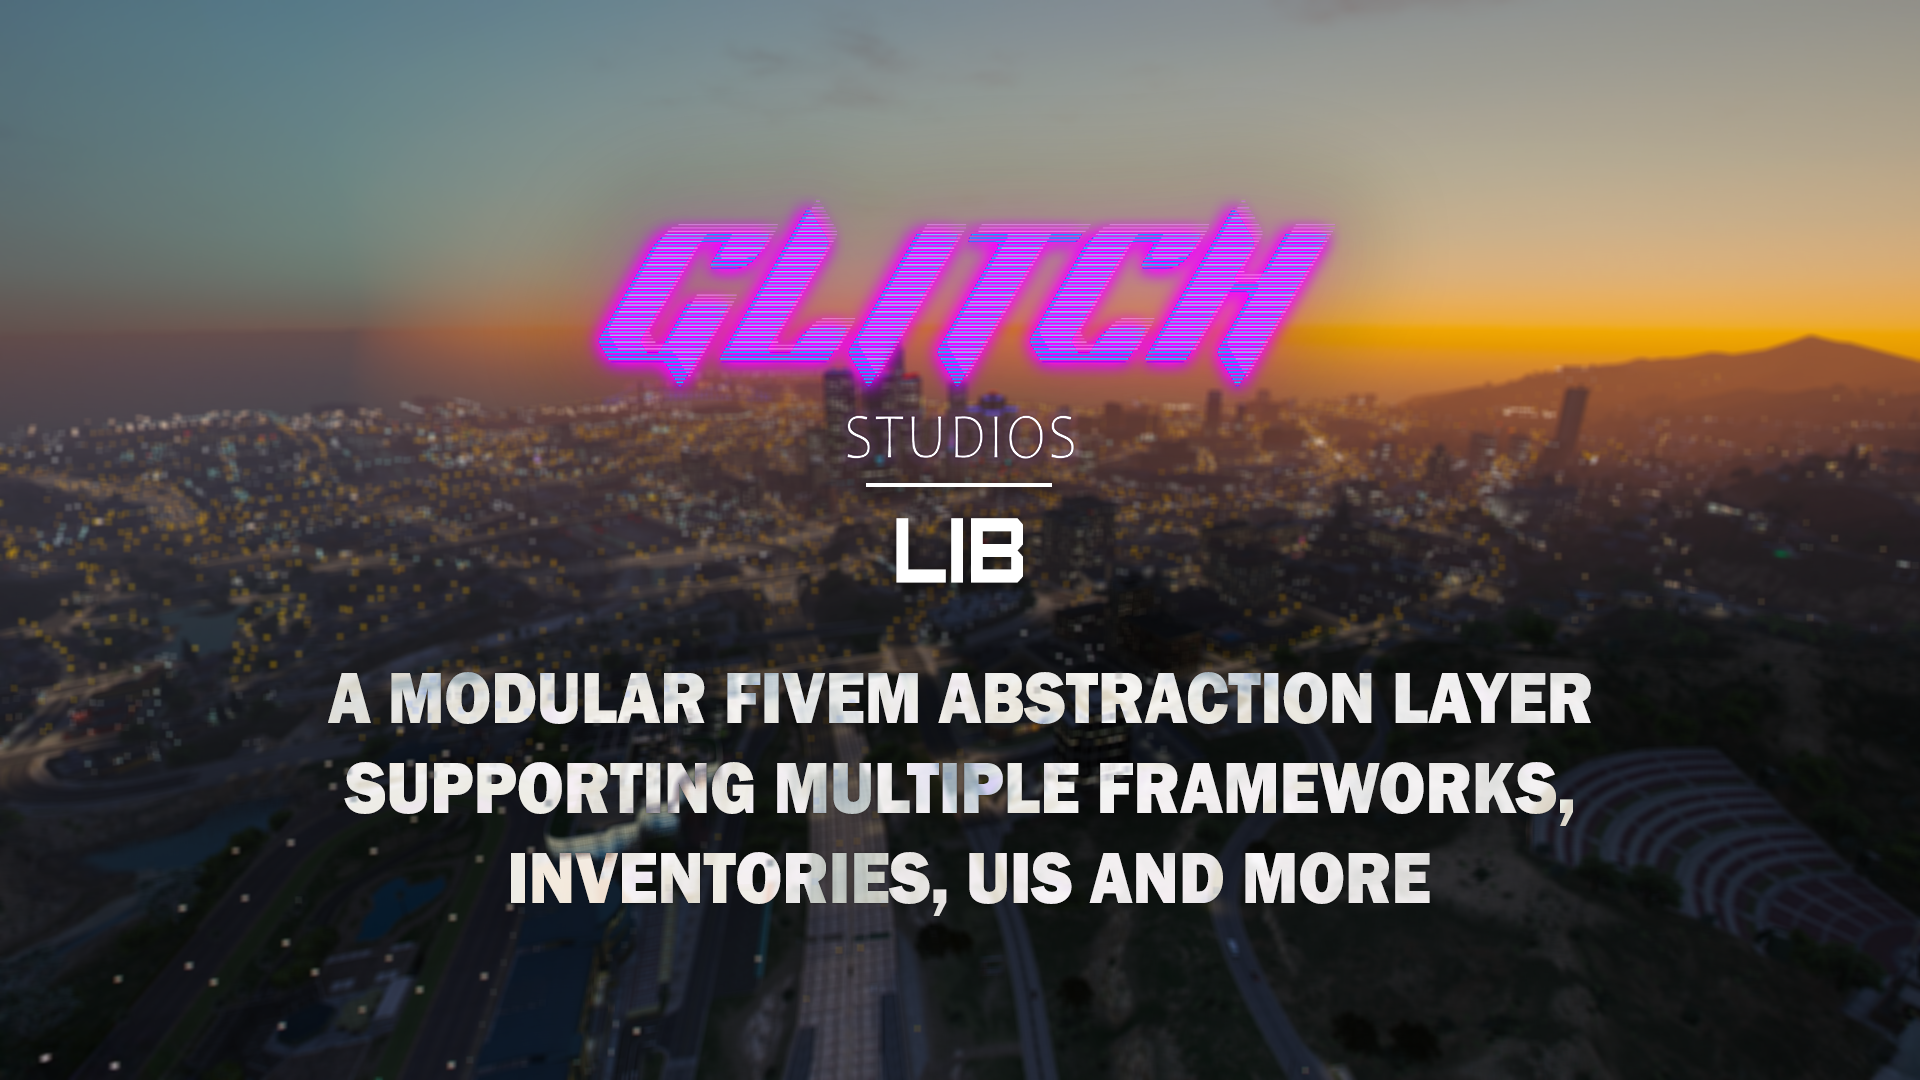 GLITCH
STUDIOS
LIB
A MODULAR FIVEM ABSTRACTION LAYER
SUPPORTING MULTIPLE FRAMEWORKS,
INVENTORIES, UIS AND MORE